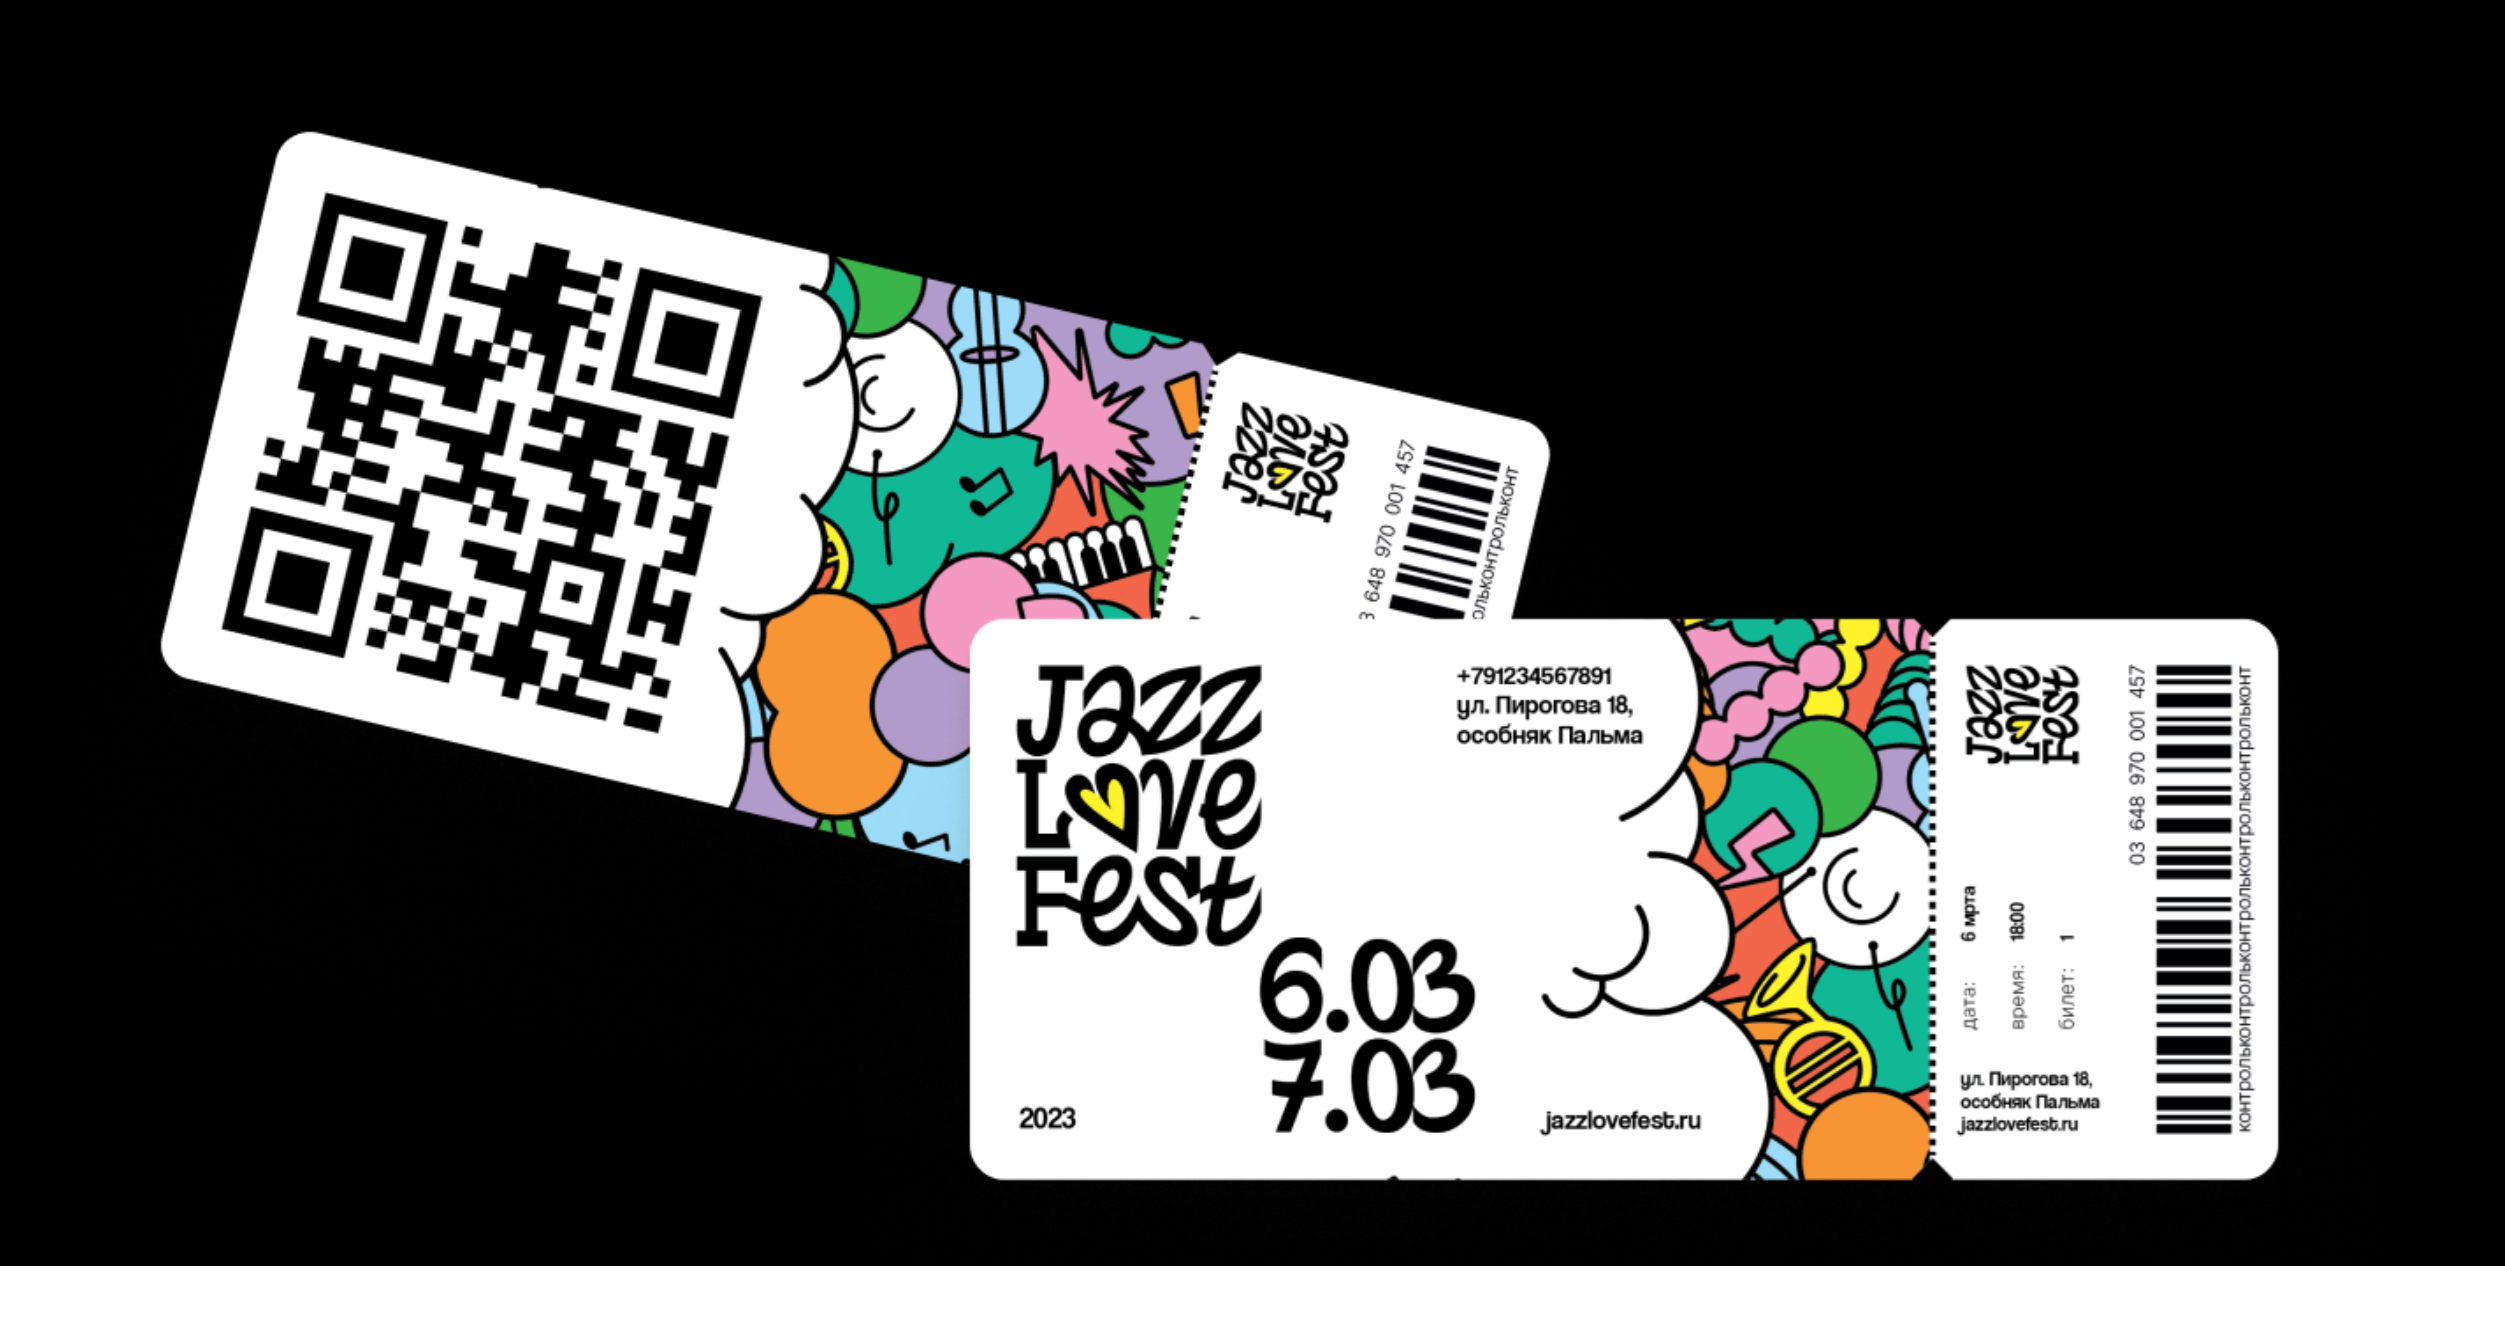 Jazz
Love
Fest
3 648 970 001 457
ольконтрольконт
Jazz
Love
Fest
+791234567891
ул. Пирогова 18,
особняк Пальма
6.03
7.03
2023
jazzlovefest.ru
Jazz
Love
Fest
дата: 6 мрта
время: 18:00
билет: 1
ул. Пирогова 18,
особняк Пальма
jazzlovefest.ru
03 648 970 001 457
контрольконтрольконтрольконтрольконтрольконтрольконт